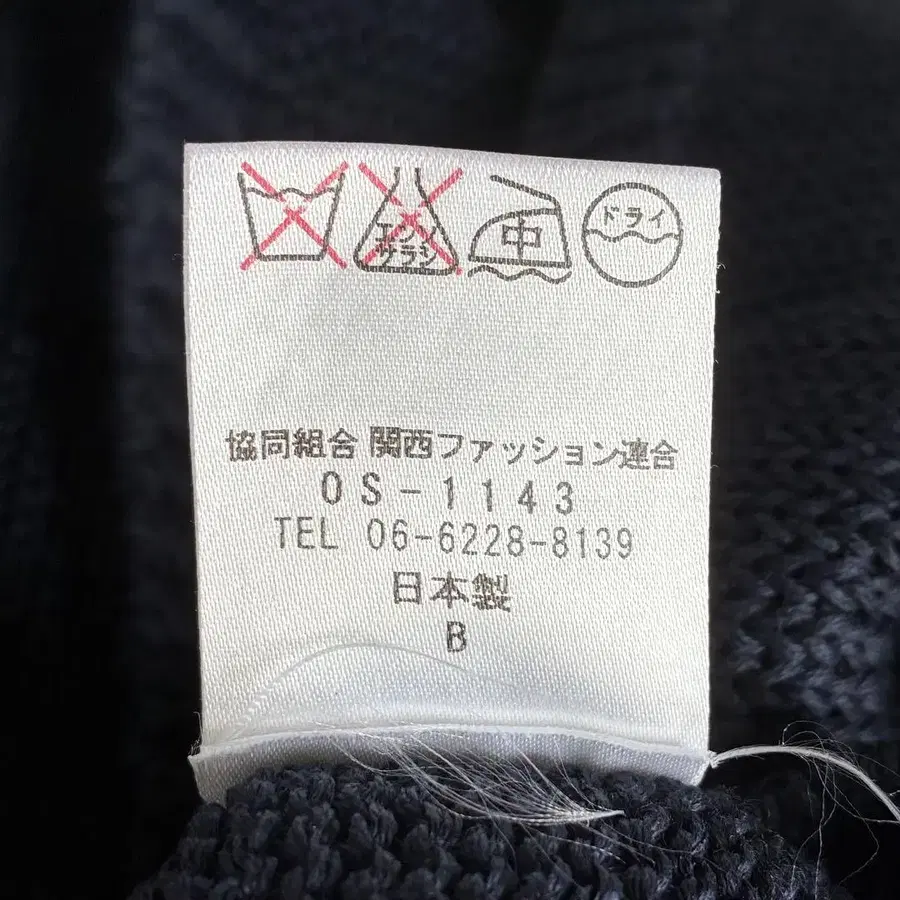 エンソ サラシ 中 ドライ
協同組合 関西ファッション連合
OS-1143
TEL 06-6228-8139
日本製
B